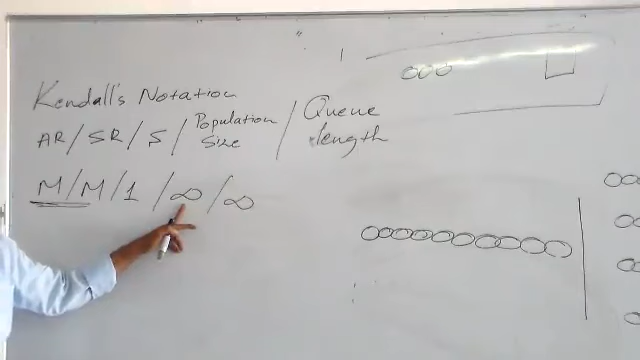 Kendall's Notation
AR / SR / S / Population Size / Queue length
M/M/1 / ∞ / ∞